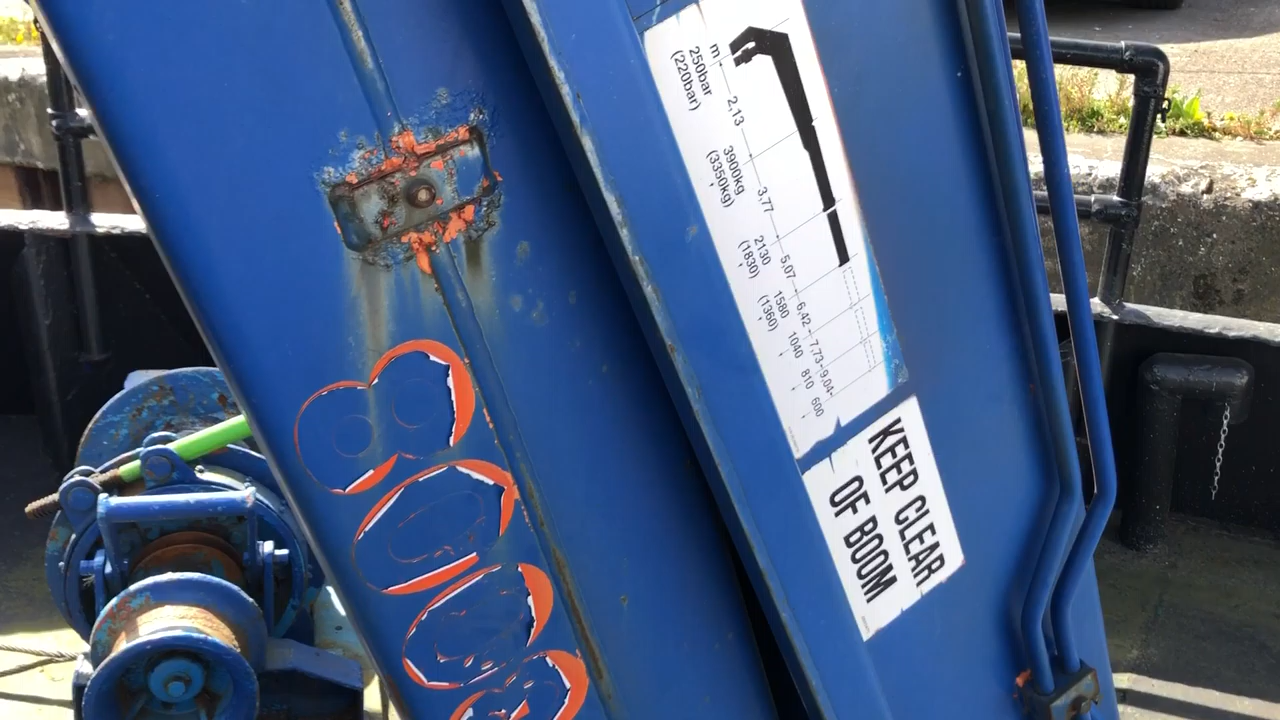 m 2,13 3,77 5,07 6,42 7,73 9,04
250bar 3900kg 2130 1580 1040 810 600
(220bar) (3350kg) (1830) (1360)
KEEP CLEAR
OF BOOM